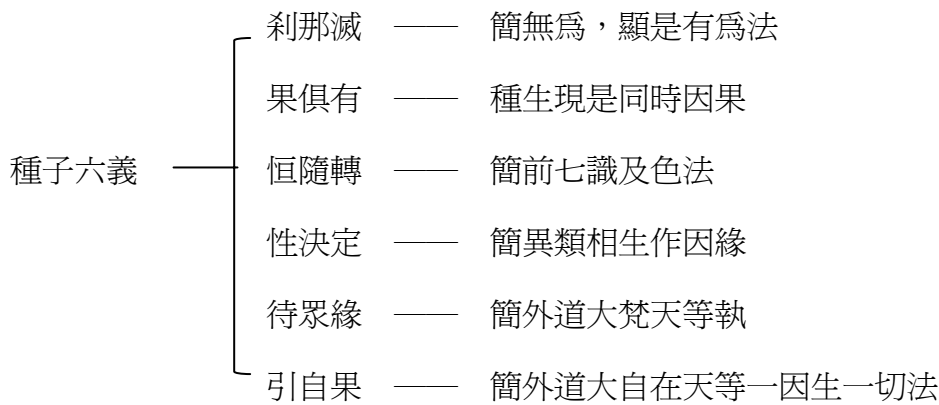 剎那滅 —— 簡無爲，顯是有爲法
果俱有 —— 種生現是同時因果
種子六義 恒隨轉 —— 簡前七識及色法
性決定 —— 簡異類相生作因緣
待眾緣 —— 簡外道大梵天等執
引自果 —— 簡外道大自在天等一因生一切法